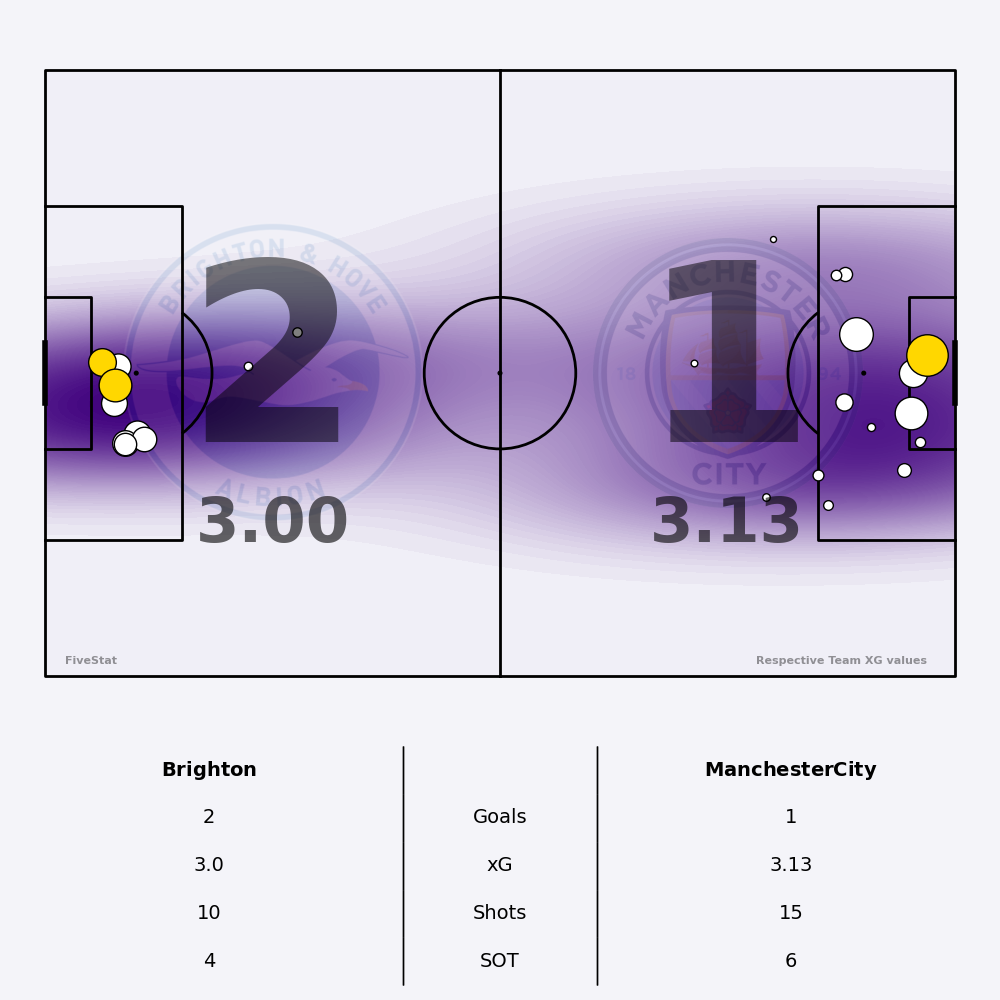 BRIGHTON & HOVE
ALBION
2
3.00
MANCHESTER
18 94
CITY
1
3.13
FiveStat
Respective Team XG values
Brighton ManchesterCity
2 Goals 1
3.0 xG 3.13
10 Shots 15
4 SOT 6